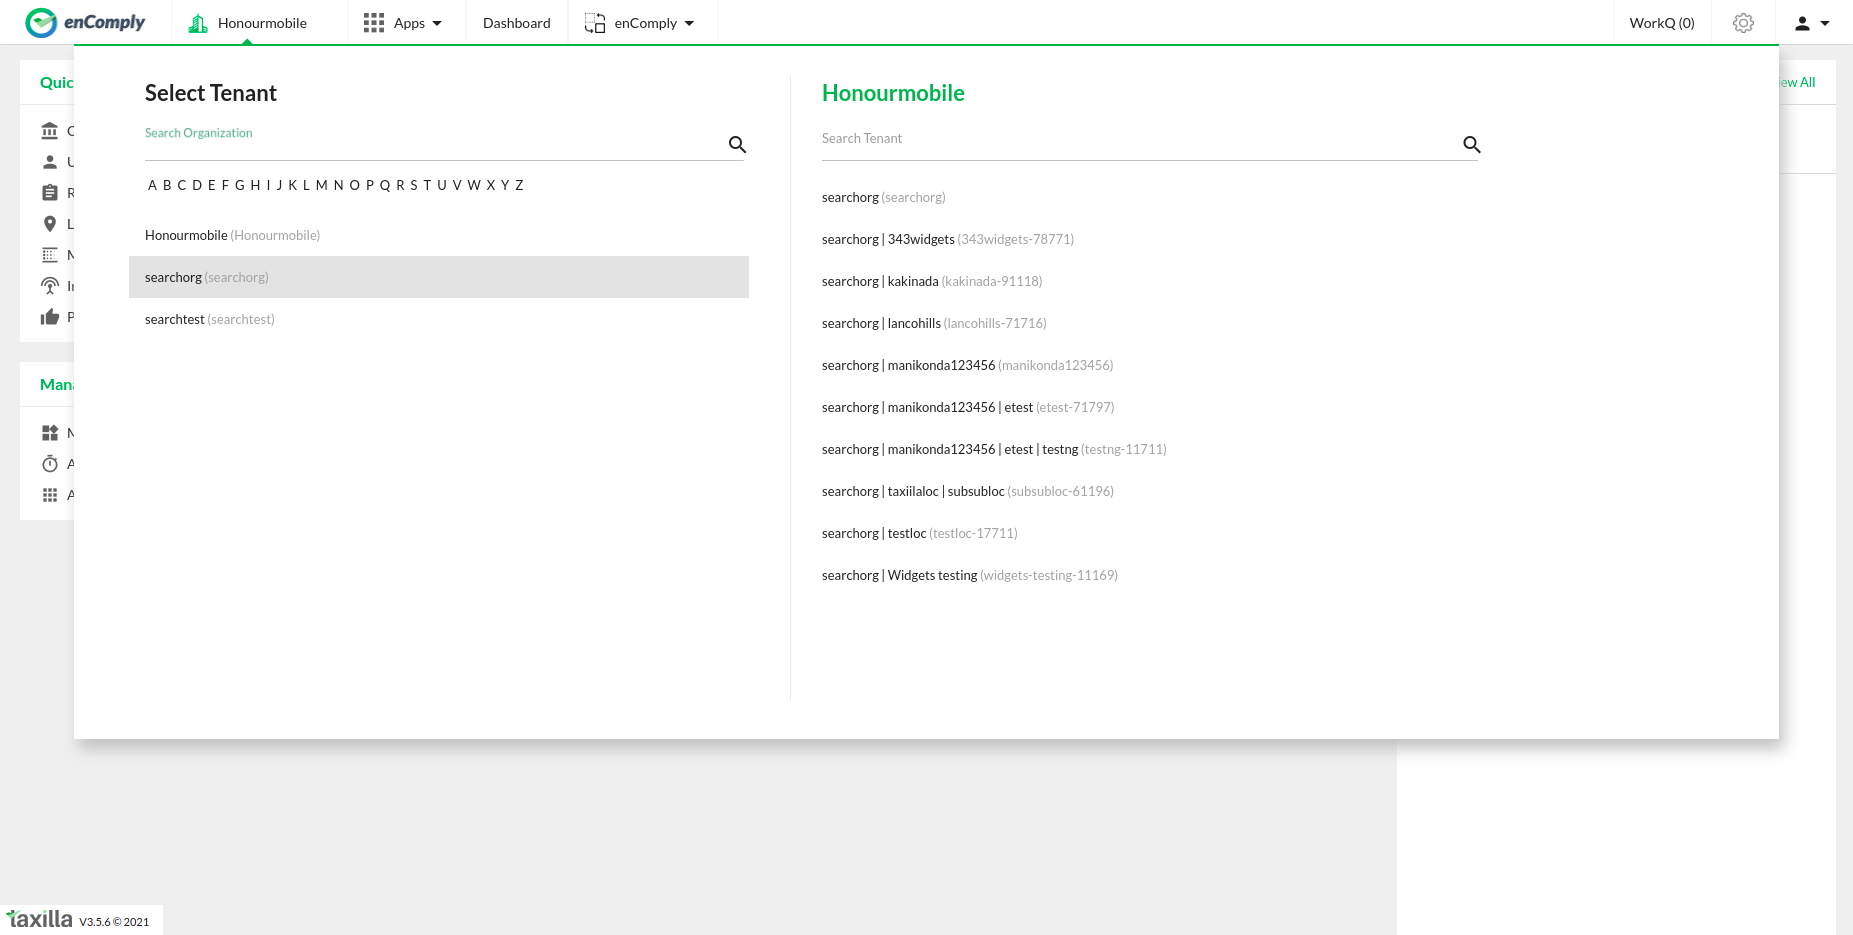 enComply
Honourmobile
Apps
Dashboard
enComply
WorkQ (0)
Select Tenant
Search Organization
A B C D E F G H I J K L M N O P Q R S T U V W X Y Z
Honourmobile (Honourmobile)
searchorg (searchorg)
searchtest (searchtest)
Honourmobile
Search Tenant
searchorg (searchorg)
searchorg | 343widgets (343widgets-78771)
searchorg | kakinada (kakinada-91118)
searchorg | lancohills (lancohills-71716)
searchorg | manikonda123456 (manikonda123456)
searchorg | manikonda123456 | etest (etest-71797)
searchorg | manikonda123456 | etest | testng (testng-11711)
searchorg | taxiilaloc | subsubloc (subsubloc-61196)
searchorg | testloc (testloc-17711)
searchorg | Widgets testing (widgets-testing-11169)
All
taxilla V3.5.6 © 2021